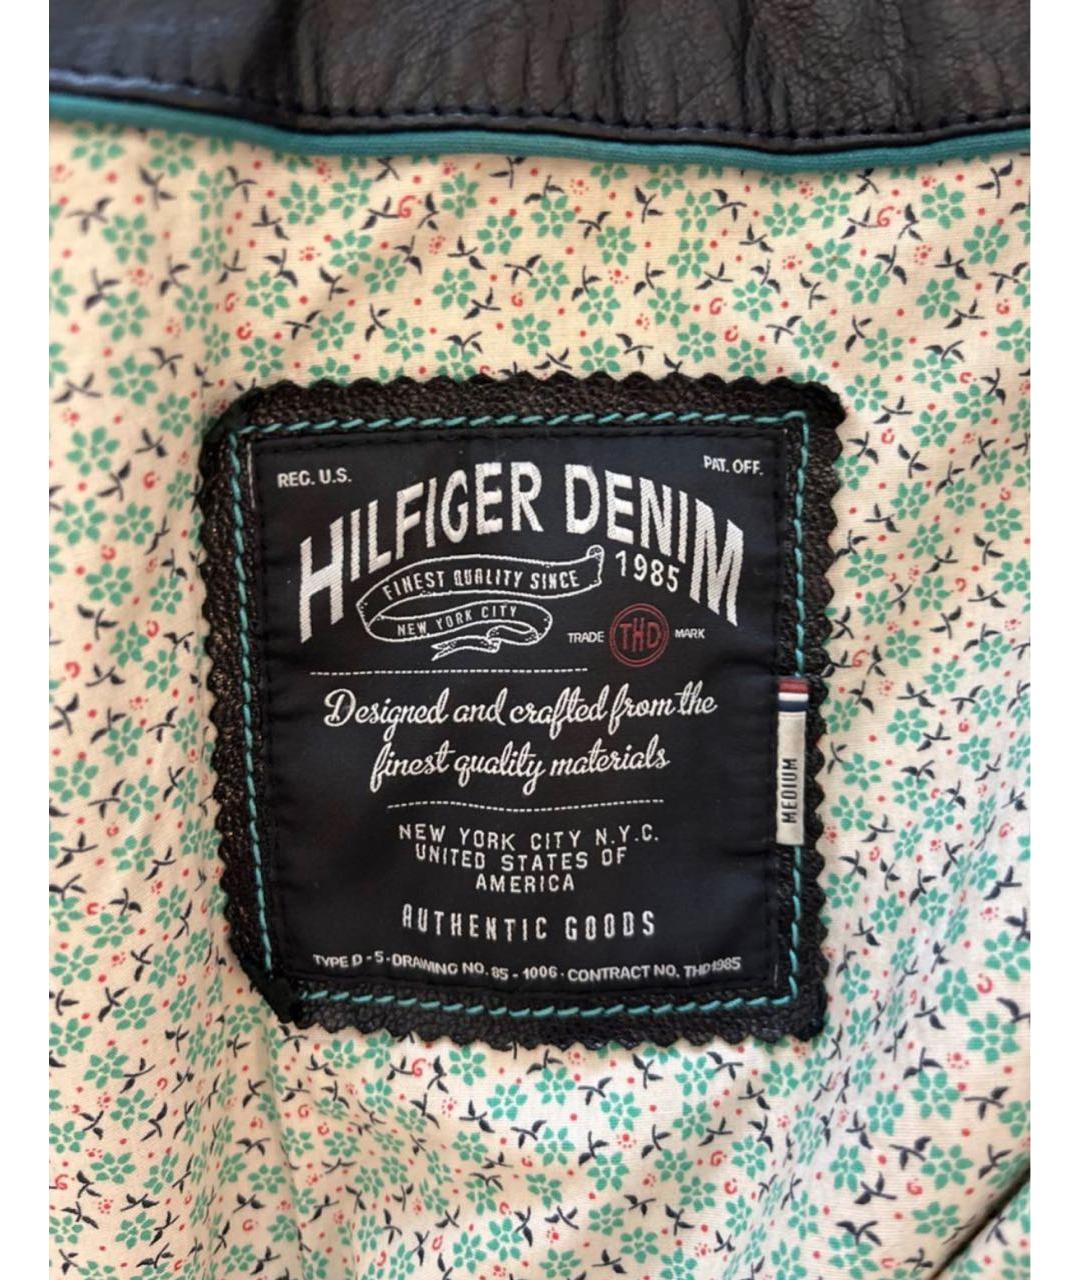 REG. U.S.
PAT. OFF.
HILFIGER DENIM
FINEST QUALITY SINCE
1985
NEW YORK CITY
TRADE THD MARK
Designed and crafted from the
finest quality materials
MEDIUM
NEW YORK CITY N.Y.C.
UNITED STATES OF
AMERICA
AUTHENTIC GOODS
TYPE D - S - DRAWING NO. 85 - 1006 - CONTRACT NO. THD1985